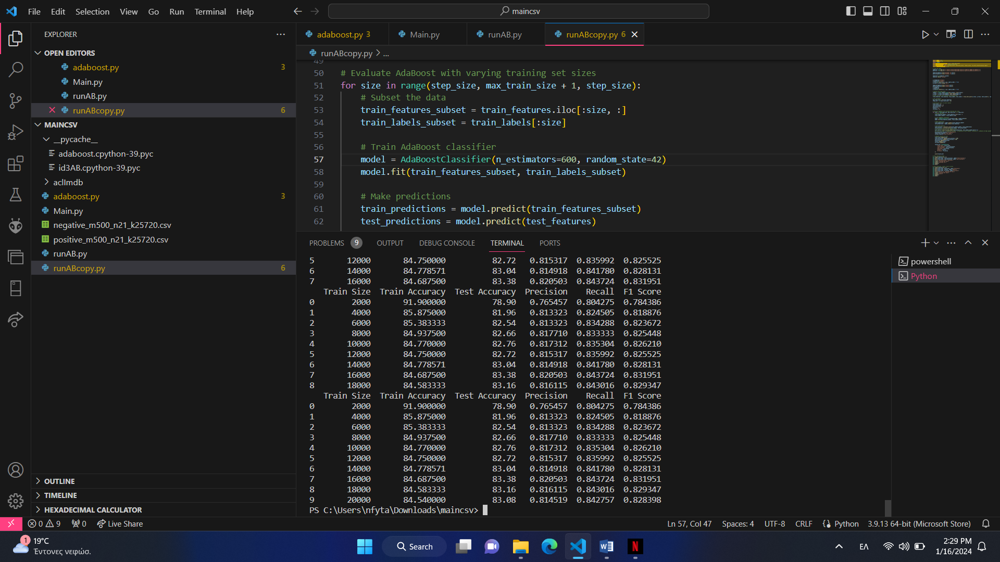 File Edit Selection View Go Run Terminal Help
maincsv
EXPLORER
OPEN EDITORS
adaboost.py 3
Main.py
runAB.py
runABcopy.py 6
MAINCSV
__pycache__
adaboost.cpython-39.pyc
id3AB.cpython-39.pyc
aclImdb
adaboost.py 3
Main.py
negative_m500_n21_k25720.csv
positive_m500_n21_k25720.csv
runAB.py
runABcopy.py 6
OUTLINE
TIMELINE
HEXADECIMAL CALCULATOR
adaboost.py 3 Main.py runAB.py runABcopy.py 6
runABcopy.py > ...
49
50 # Evaluate AdaBoost with varying training set sizes
51 for size in range(step_size, max_train_size + 1, step_size):
52 # Subset the data
53 train_features_subset = train_features.iloc[:size, :]
54 train_labels_subset = train_labels[:size]
55
56 # Train AdaBoost classifier
57 model = AdaBoostClassifier(n_estimators=600, random_state=42)
58 model.fit(train_features_subset, train_labels_subset)
59
60 # Make predictions
61 train_predictions = model.predict(train_features_subset)
62 test_predictions = model.predict(test_features)
PROBLEMS 9 OUTPUT DEBUG CONSOLE TERMINAL PORTS
5 12000 84.750000 82.72 0.815317 0.835992 0.825525
6 14000 84.778571 83.04 0.814918 0.841780 0.828131
7 16000 84.687500 83.38 0.820503 0.843724 0.831951
Train Size Train Accuracy Test Accuracy Precision Recall F1 Score
0 2000 91.900000 78.90 0.765457 0.804275 0.784386
1 4000 85.875000 81.96 0.813323 0.824505 0.818876
2 6000 85.383333 82.54 0.813323 0.834288 0.823672
3 8000 84.937500 82.66 0.817710 0.833333 0.825448
4 10000 84.770000 82.76 0.817312 0.835304 0.826210
5 12000 84.750000 82.72 0.815317 0.835992 0.825525
6 14000 84.778571 83.04 0.814918 0.841780 0.828131
7 16000 84.687500 83.38 0.820503 0.843724 0.831951
8 18000 84.583333 83.16 0.816115 0.843016 0.829347
Train Size Train Accuracy Test Accuracy Precision Recall F1 Score
0 2000 91.900000 78.90 0.765457 0.804275 0.784386
1 4000 85.875000 81.96 0.813323 0.824505 0.818876
2 6000 85.383333 82.54 0.813323 0.834288 0.823672
3 8000 84.937500 82.66 0.817710 0.833333 0.825448
4 10000 84.770000 82.76 0.817312 0.835304 0.826210
5 12000 84.750000 82.72 0.815317 0.835992 0.825525
6 14000 84.778571 83.04 0.814918 0.841780 0.828131
7 16000 84.687500 83.38 0.820503 0.843724 0.831951
8 18000 84.583333 83.16 0.816115 0.843016 0.829347
9 20000 84.540000 83.08 0.814519 0.842757 0.828398
PS C:\Users\nfyta\Downloads\maincsv>
powershell
Python
0 9 0 Live Share
Ln 57, Col 47 Spaces: 4 UTF-8 CRLF Python 3.9.13 64-bit (Microsoft Store)
1
19°C
Έντονες νεφώσ.
Search
W
N
ΕΛ
2:29 PM
1/16/2024